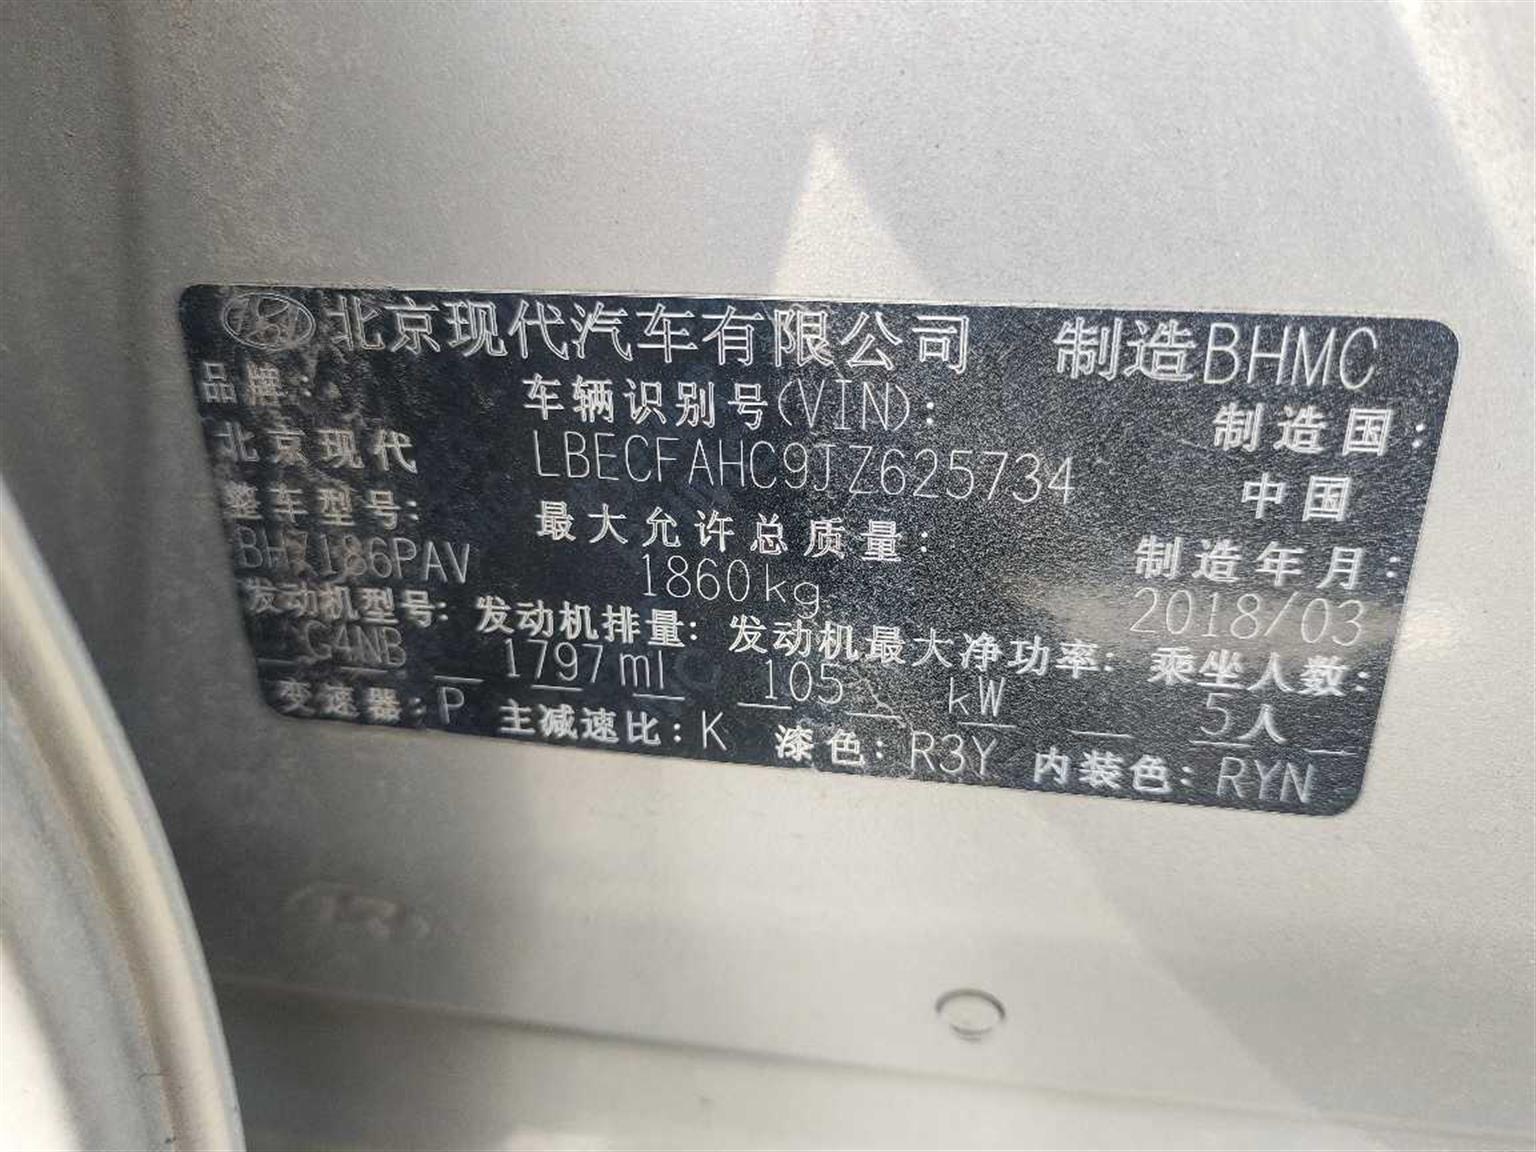 北京现代汽车有限公司 制造BHMC
品牌: 车辆识别号(VIN): 制造国:
北京现代 LBECFAHC9JZ625734 中国
整车型号: 最大允许总质量: 制造年月:
BH7186PAV 1860kg 2018/03
发动机型号: 发动机排量: 发动机最大净功率: 乘坐人数:
G4NB 1797ml 105 kW 5人
变速器:P 主减速比:K 漆色:R3Y 内装色:RYN